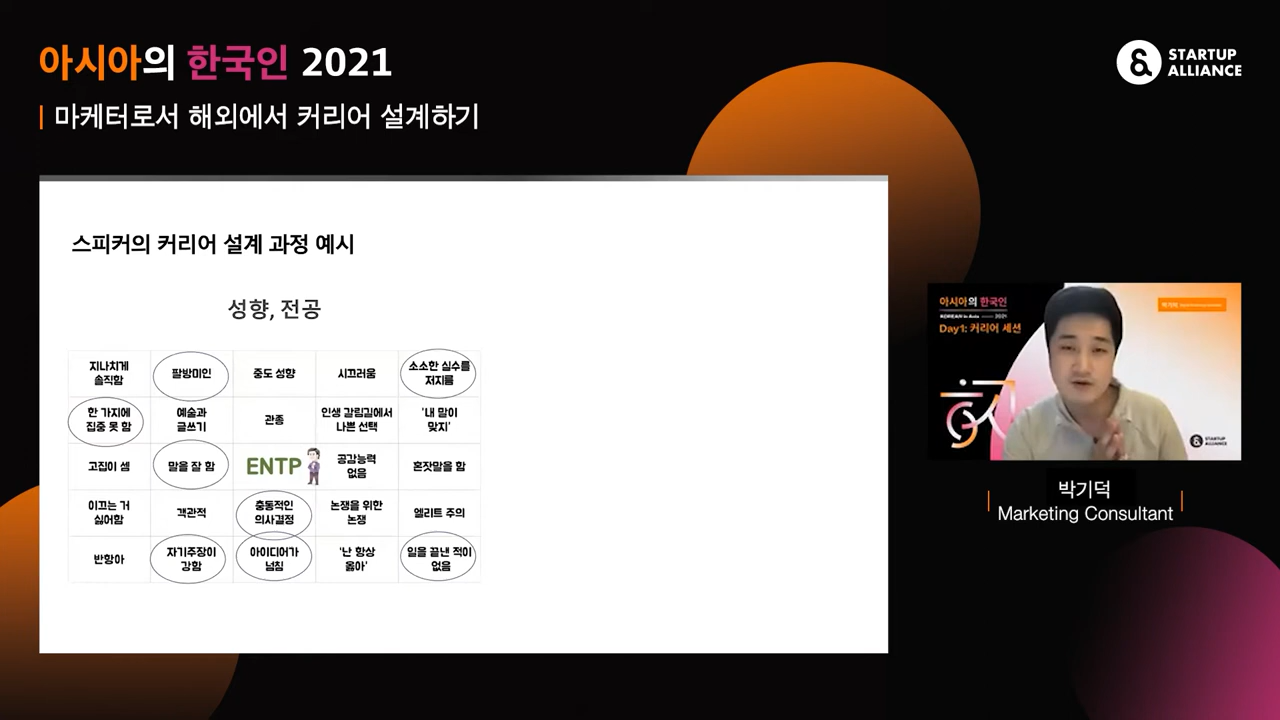 아시아의 한국인 2021
마케터로서 해외에서 커리어 설계하기
STARTUP
ALLIANCE
스피커의 커리어 설계 과정 예시
성향, 전공
지나치게
솔직함
팔방미인
중도 성향
시끄러움
소소한 실수를
저지름
한 가지에
집중 못 함
예술과
글쓰기
관종
인생 갈림길에서
나쁜 선택
'내 말이
맞지'
고집이 셈
말을 잘 함
ENTP
공감능력
없음
혼잣말을 함
이끄는 거
싫어함
객관적
충동적인
의사결정
논쟁을 위한
논쟁
엘리트 주의
반항아
자기주장이
강함
아이디어가
넘침
'난 항상
옳아'
일을 끝낸 적이
없음
아시아의 한국인
KOREAN in Asia 2021
Day1: 커리어 세션
박기덕
STARTUP
ALLIANCE
박기덕
Marketing Consultant